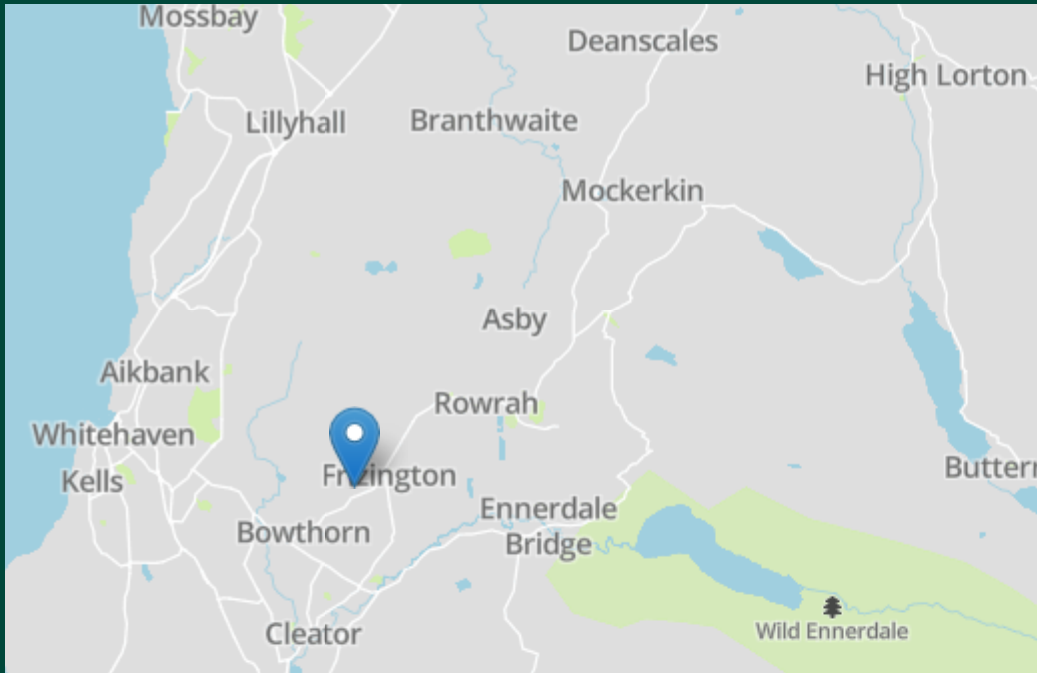 Mossbay
Deanscales
High Lorton
Lillyhall
Branthwaite
Mockerkin
Asby
Aikbank
Rowrah
Whitehaven
Kells
Frizington
Butterm
Ennerdale
Bridge
Bowthorn
Wild Ennerdale
Cleator